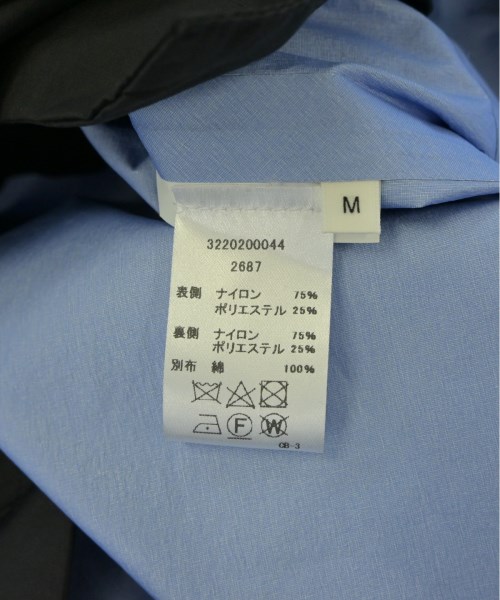 M
3220200044
2687
表側 ナイロン 75%
ポリエステル 25%
裏側 ナイロン 75%
ポリエステル 25%
別布 綿 100%
F W
CB-3